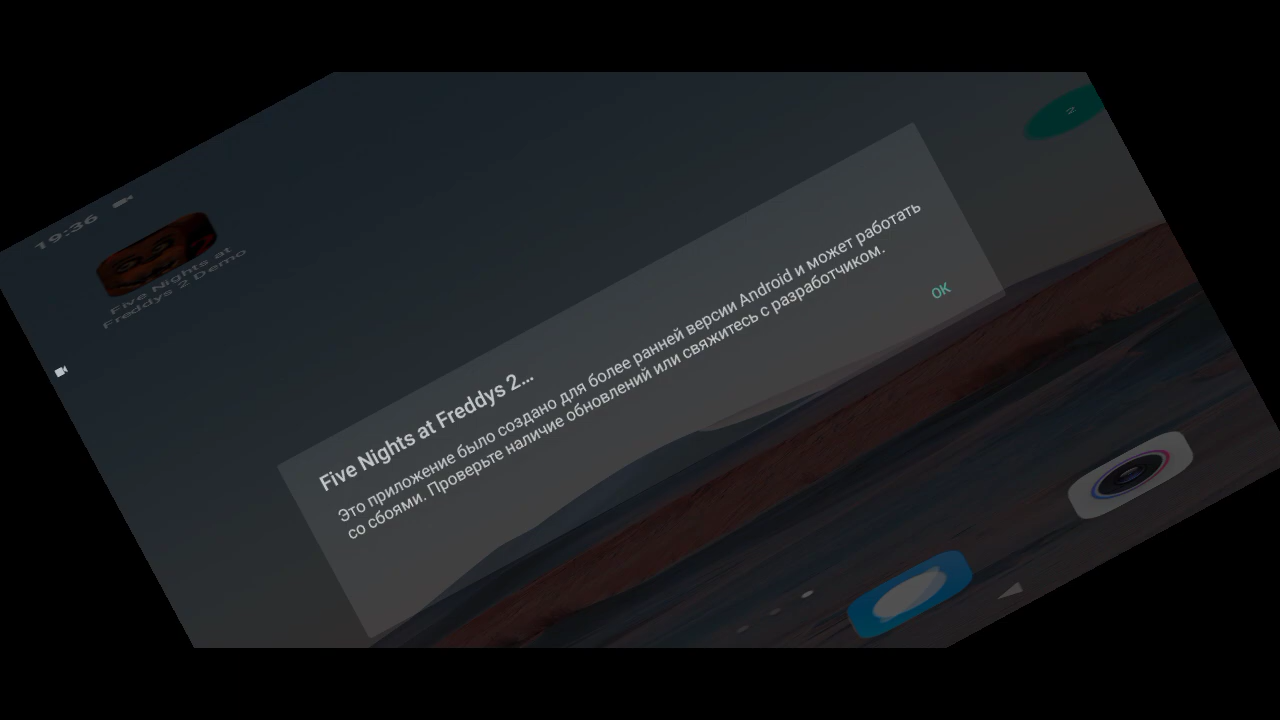 19:36
Five Nights at
Freddys 2 Demo
Five Nights at Freddys 2...
Это приложение было создано для более ранней версии Android и может работать
со сбоями. Проверьте наличие обновлений или свяжитесь с разработчиком.
ОК